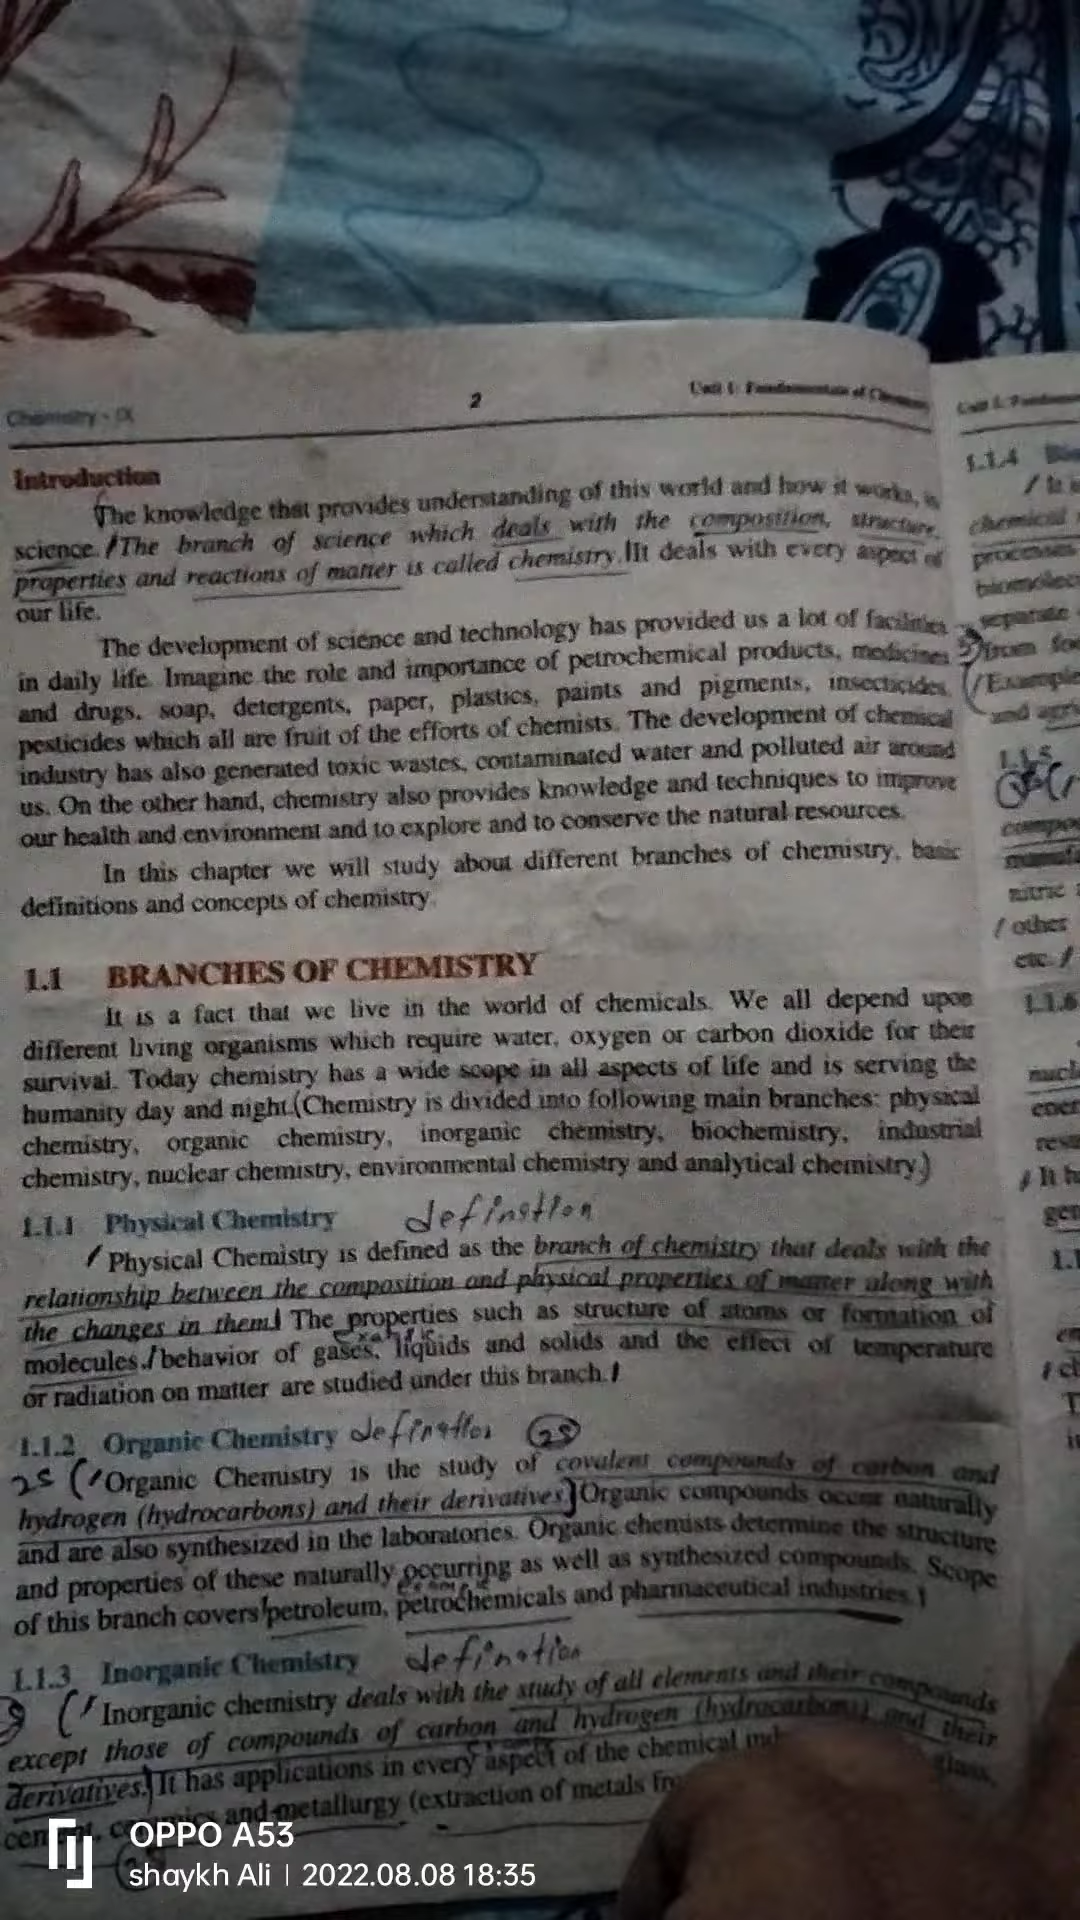 Chemistry - IX 2 Unit 1: Fundamentals of Chemistry
Introduction
The knowledge that provides understanding of this world and how it works, is
science. The branch of science which deals with the composition, structure,
properties and reactions of matter is called chemistry. It deals with every aspect of
our life.
The development of science and technology has provided us a lot of facilities
in daily life. Imagine the role and importance of petrochemical products, medicines
and drugs, soap, detergents, paper, plastics, paints and pigments, insecticides,
pesticides which all are fruit of the efforts of chemists. The development of chemical
industry has also generated toxic wastes, contaminated water and polluted air around
us. On the other hand, chemistry also provides knowledge and techniques to improve
our health and environment and to explore and to conserve the natural resources.
In this chapter we will study about different branches of chemistry, basic
definitions and concepts of chemistry.
1.1 BRANCHES OF CHEMISTRY
It is a fact that we live in the world of chemicals. We all depend upon
different living organisms which require water, oxygen or carbon dioxide for their
survival. Today chemistry has a wide scope in all aspects of life and is serving the
humanity day and night. (Chemistry is divided into following main branches: physical
chemistry, organic chemistry, inorganic chemistry, biochemistry, industrial
chemistry, nuclear chemistry, environmental chemistry and analytical chemistry.)
1.1.1 Physical Chemistry defination
Physical Chemistry is defined as the branch of chemistry that deals with the
relationship between the composition and physical properties of matter along with
the changes in them. The properties such as structure of atoms or formation of
molecules, behavior of gases, liquids and solids and the effect of temperature
or radiation on matter are studied under this branch.
1.1.2 Organic Chemistry defination
Organic Chemistry is the study of covalent compounds of carbon and
hydrogen (hydrocarbons) and their derivatives. Organic compounds occur naturally
and are also synthesized in the laboratories. Organic chemists determine the structure
and properties of these naturally occurring as well as synthesized compounds. Scope
of this branch covers petroleum, petrochemicals and pharmaceutical industries.
1.1.3 Inorganic Chemistry defination
Inorganic chemistry deals with the study of all elements and their compounds
except those of compounds of carbon and hydrogen (hydrocarbons) and their
derivatives. It has applications in every aspect of the chemical glass,
and metallurgy (extraction of metals
1.1.4
chemical
processes
separate
from
Example
1.1.5
nitric
other
etc.
1.1.6
OPPO A53
shaykh Ali | 2022.08.08 18:35